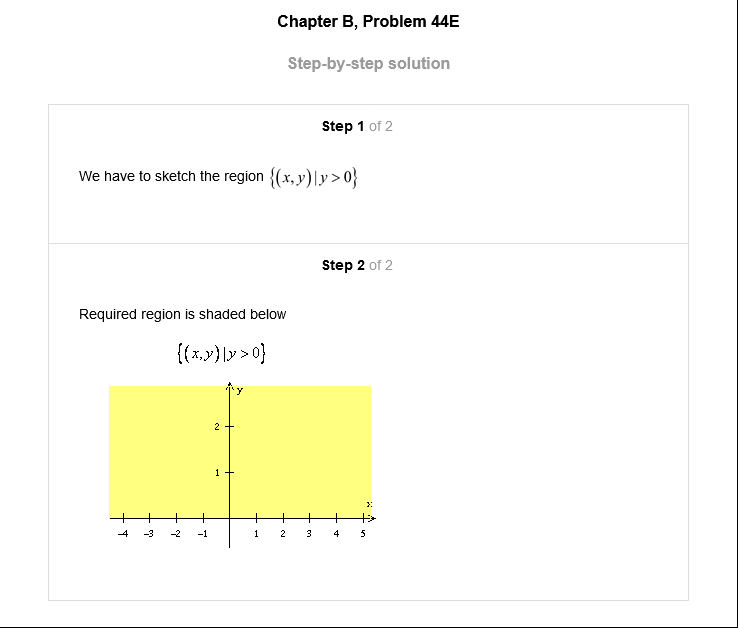 Chapter B, Problem 44E
Step-by-step solution
Step 1 of 2
We have to sketch the region {(x, y) | y > 0}
Step 2 of 2
Required region is shaded below
{(x, y) | y > 0}
y
2
1
x
-4 -3 -2 -1 1 2 3 4 5